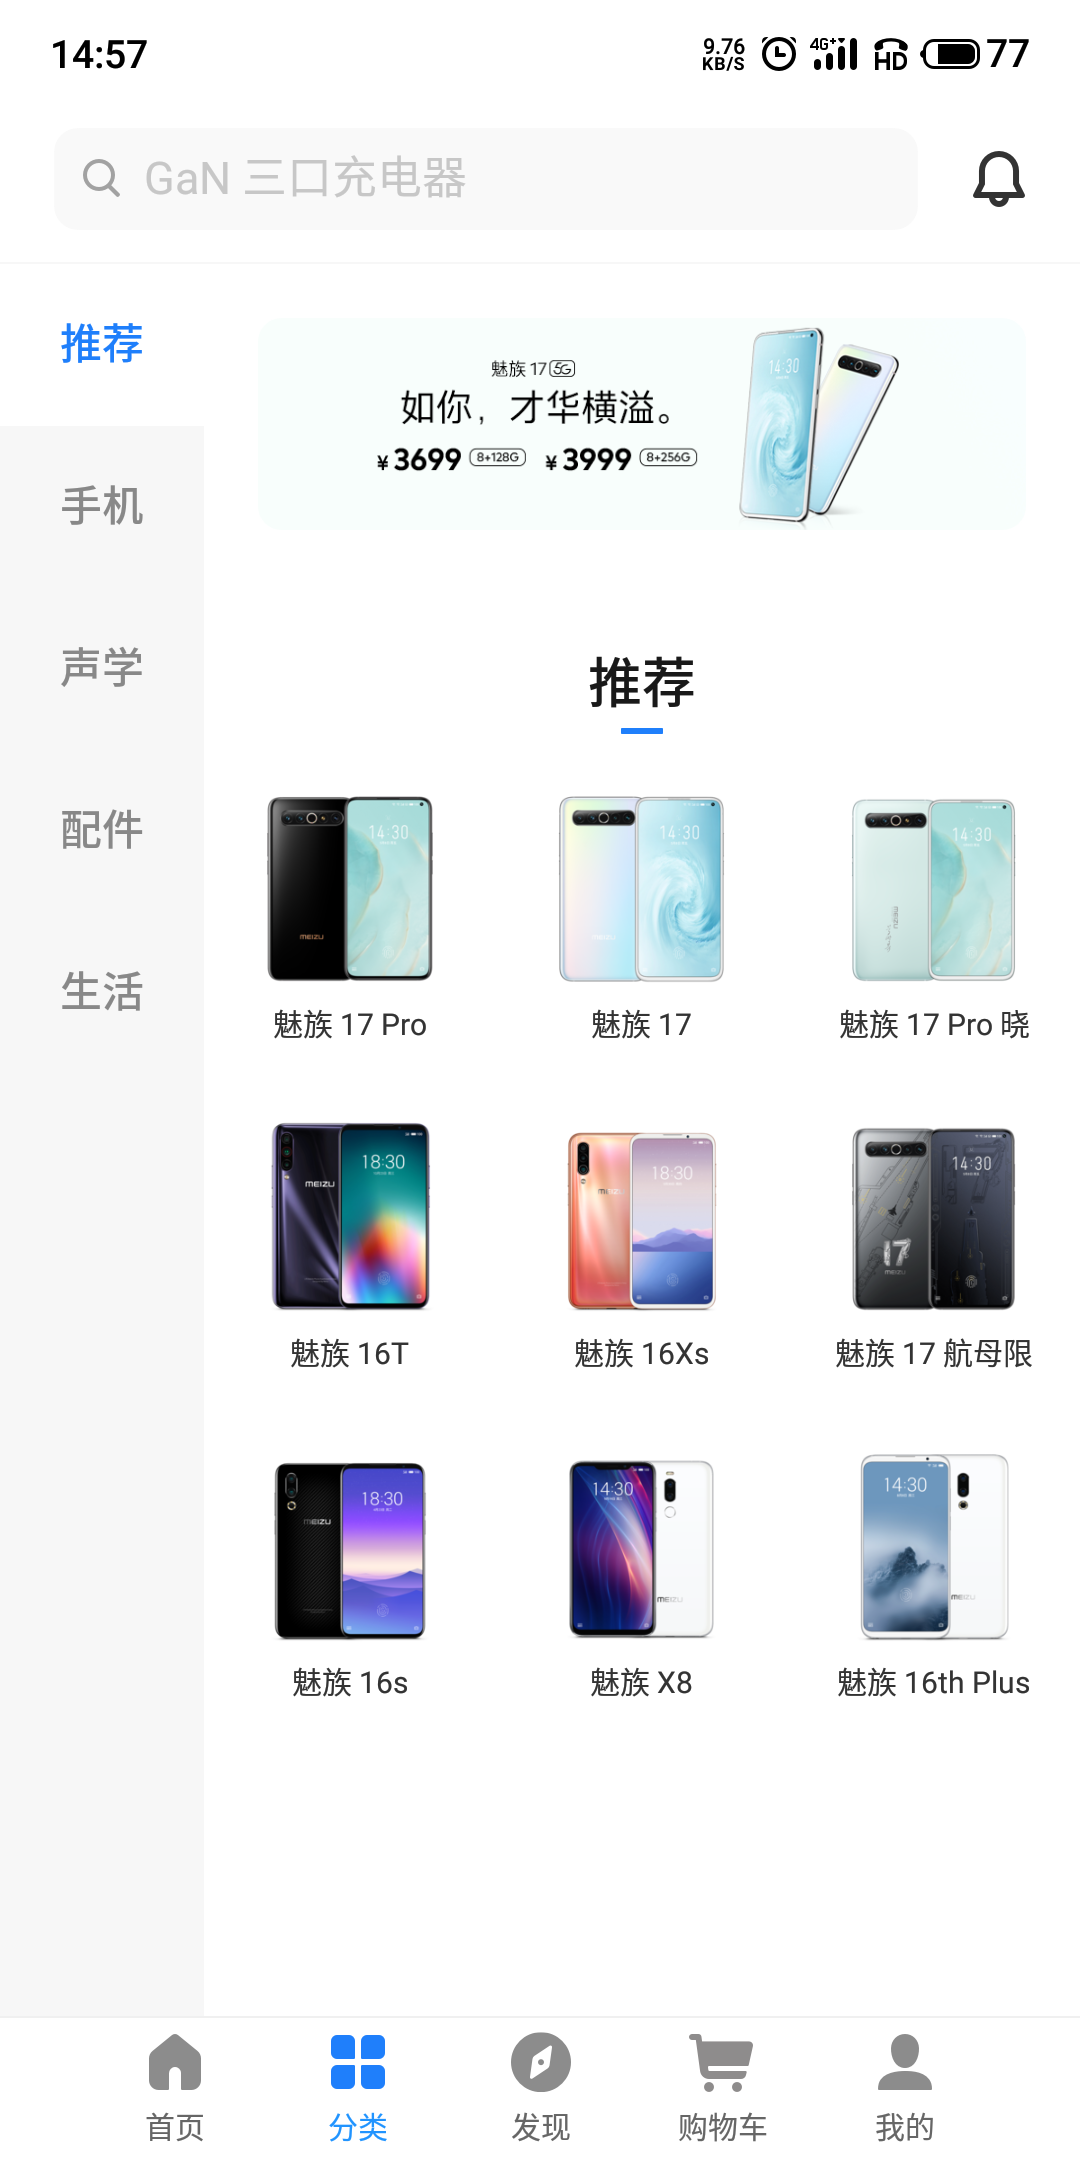 14:57
9.76 KB/S 4G+ HD 77
GaN 三口充电器
推荐
手机
声学
配件
生活
魅族 17 5G
如你，才华横溢。
¥ 3699 8+128G ¥ 3999 8+256G
推荐
14:30
MEIZU
14:30
14:30
MEIZU
魅族 17 Pro
魅族 17
魅族 17 Pro 晓
MEIZU
18:30
18:30
14:30
17
MEIZU
魅族 16T
魅族 16Xs
魅族 17 航母限
MEIZU
18:30
14:30
MEIZU
14:30
MEIZU
魅族 16s
魅族 X8
魅族 16th Plus
首页
分类
发现
购物车
我的